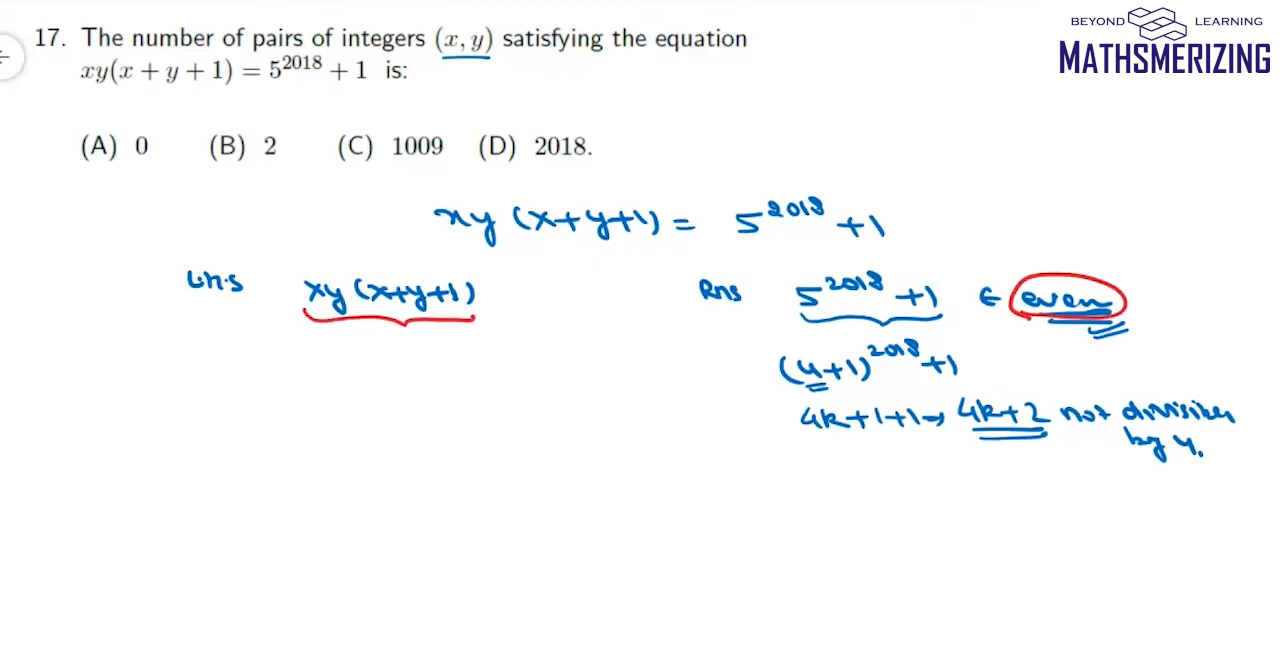 BEYOND LEARNING
MATHSMERIZING
17. The number of pairs of integers (x, y) satisfying the equation
xy(x + y + 1) = 5^2018 + 1 is:
(A) 0 (B) 2 (C) 1009 (D) 2018.
xy (x+y+1) = 5^2018 +1
L.h.s xy (x+y+1) Rhs 5^2018 +1 ∈ even
(4+1)^2018 +1
4k+1+1→ 4k+2 not divisible
by 4.